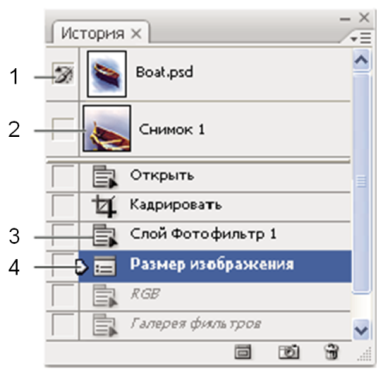 История ×
1
Boat.psd
2
Снимок 1
Открыть
Кадрировать
3
Слой Фотофильтр 1
4
Размер изображения
RGB
Галерея фильтров